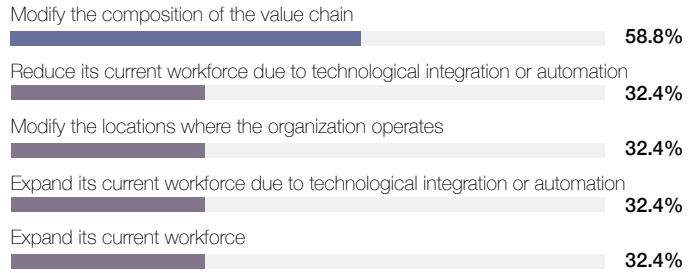 Modify the composition of the value chain
58.8%
Reduce its current workforce due to technological integration or automation
32.4%
Modify the locations where the organization operates
32.4%
Expand its current workforce due to technological integration or automation
32.4%
Expand its current workforce
32.4%